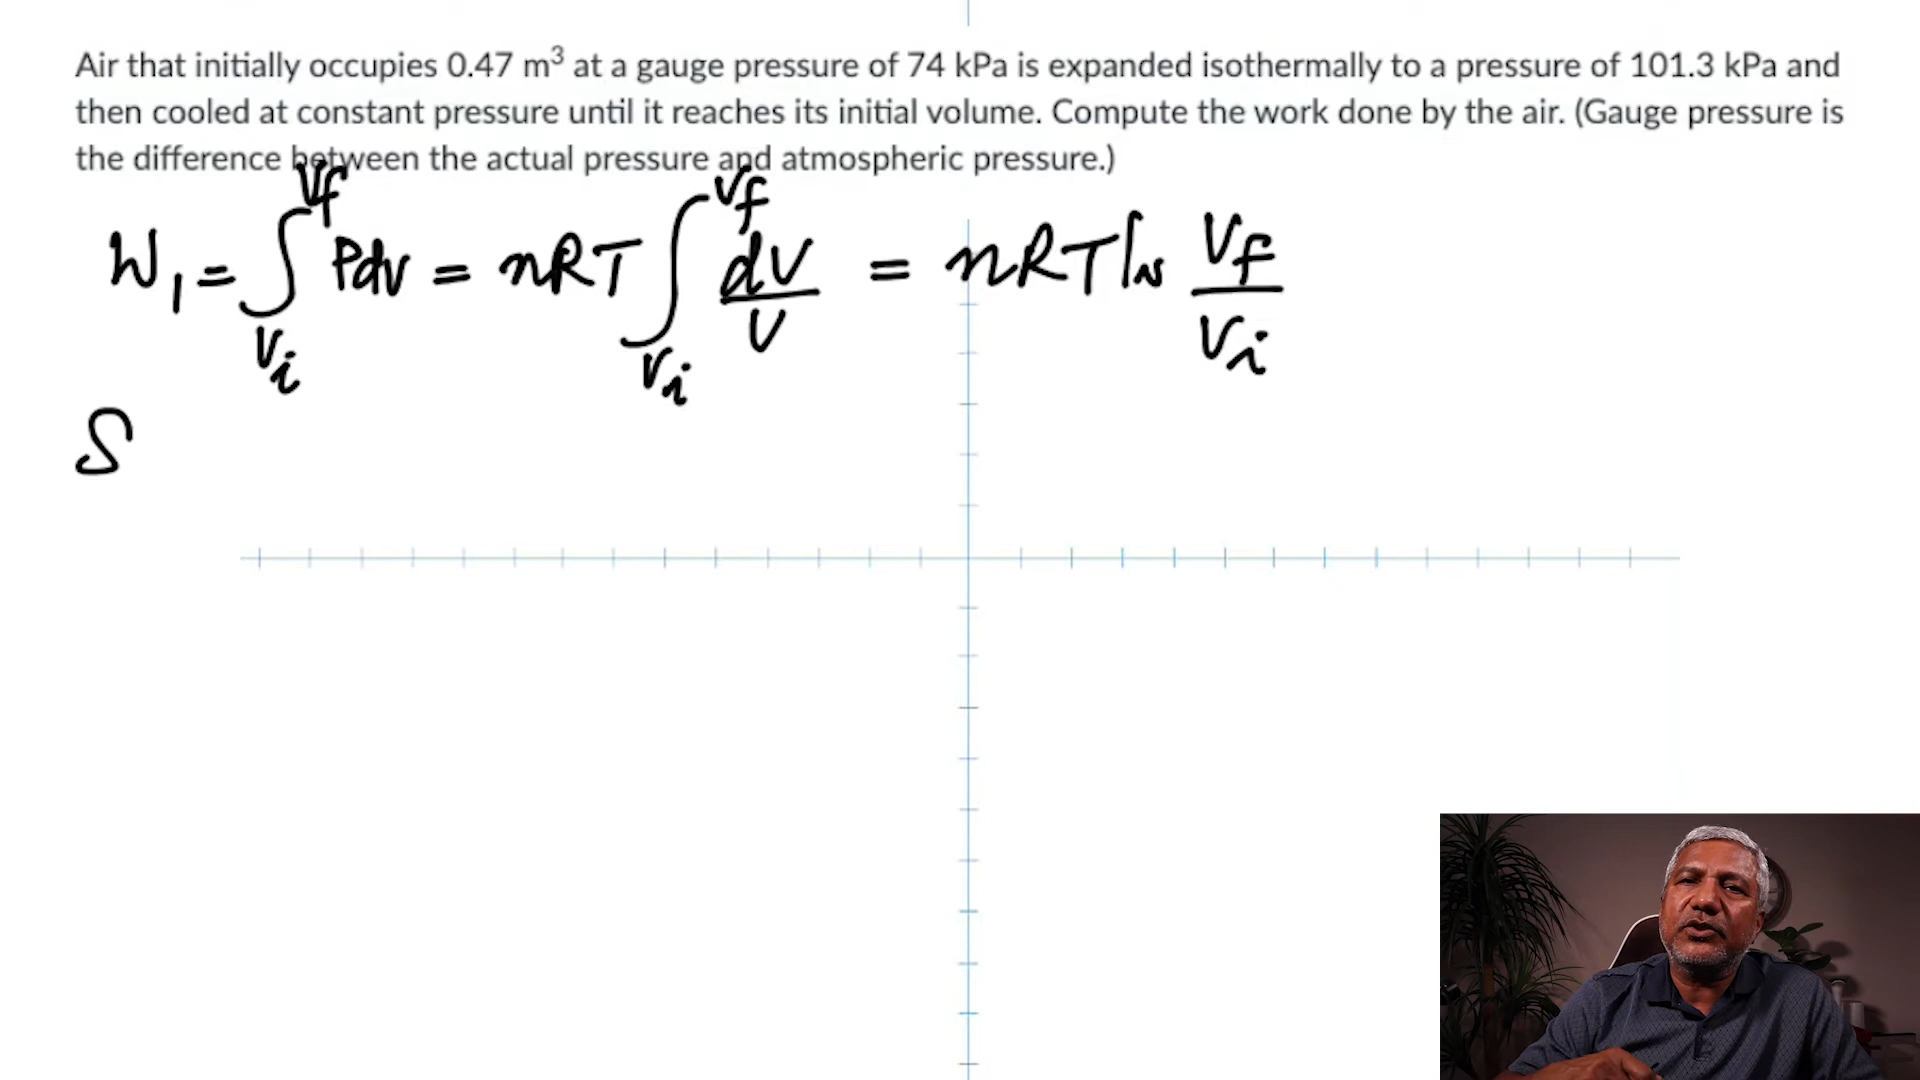 Air that initially occupies 0.47 m³ at a gauge pressure of 74 kPa is expanded isothermally to a pressure of 101.3 kPa and
then cooled at constant pressure until it reaches its initial volume. Compute the work done by the air. (Gauge pressure is
the difference between the actual pressure and atmospheric pressure.)
W₁ = ∫_{Vi}^{Vf} Pdv = nRT ∫_{Vi}^{Vf} dV/V = nRT ln Vf/Vi
S